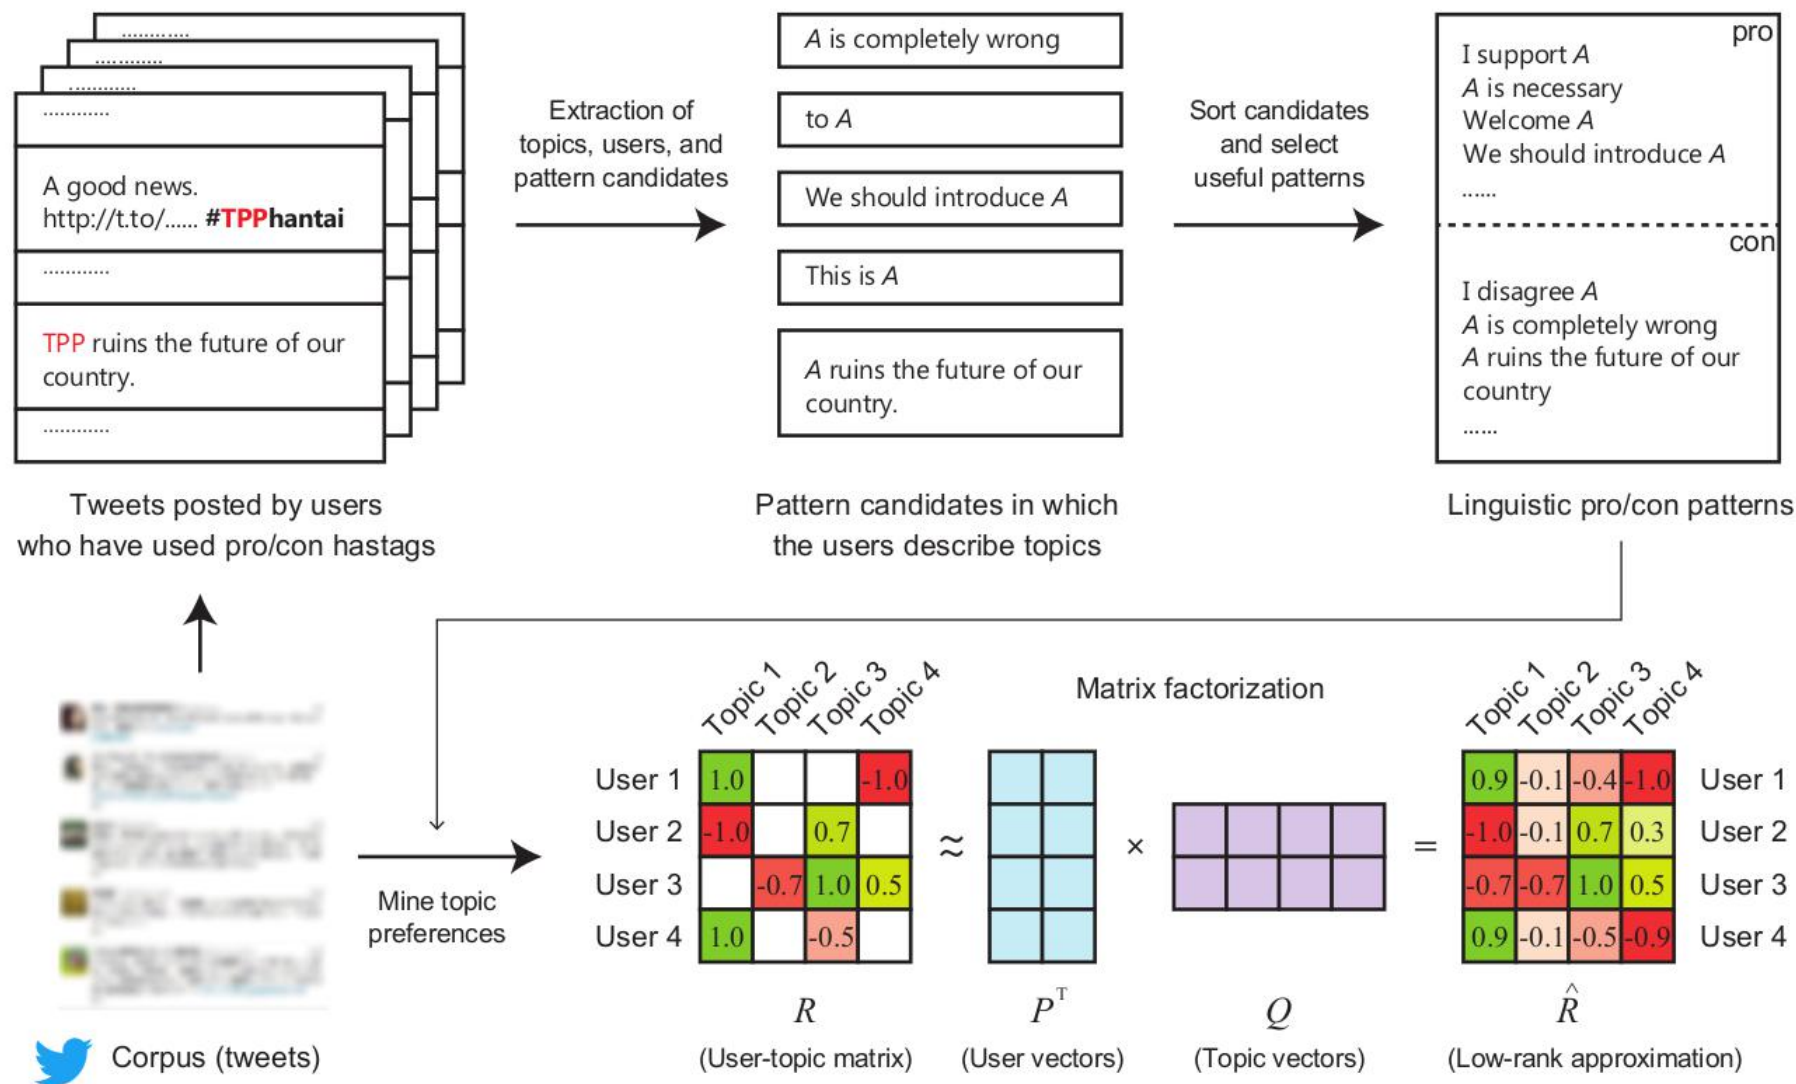 ............
............
............
............
A good news.
http://t.to/...... #TPPhantai
............
TPP ruins the future of our
country.
............
Tweets posted by users
who have used pro/con hastags
Extraction of
topics, users, and
pattern candidates
A is completely wrong
to A
We should introduce A
This is A
A ruins the future of our
country.
Pattern candidates in which
the users describe topics
Sort candidates
and select
useful patterns
pro
I support A
A is necessary
Welcome A
We should introduce A
......
con
I disagree A
A is completely wrong
A ruins the future of our
country
......
Linguistic pro/con patterns
Corpus (tweets)
Mine topic
preferences
Matrix factorization
Topic 1 Topic 2 Topic 3 Topic 4
User 1 1.0 -1.0
User 2 -1.0 0.7
User 3 -0.7 1.0 0.5
User 4 1.0 -0.5
R
(User-topic matrix)
≈
P^T
(User vectors)
×
Q
(Topic vectors)
=
Topic 1 Topic 2 Topic 3 Topic 4
0.9 -0.1 -0.4 -1.0 User 1
-1.0 -0.1 0.7 0.3 User 2
-0.7 -0.7 1.0 0.5 User 3
0.9 -0.1 -0.5 -0.9 User 4
R̂
(Low-rank approximation)